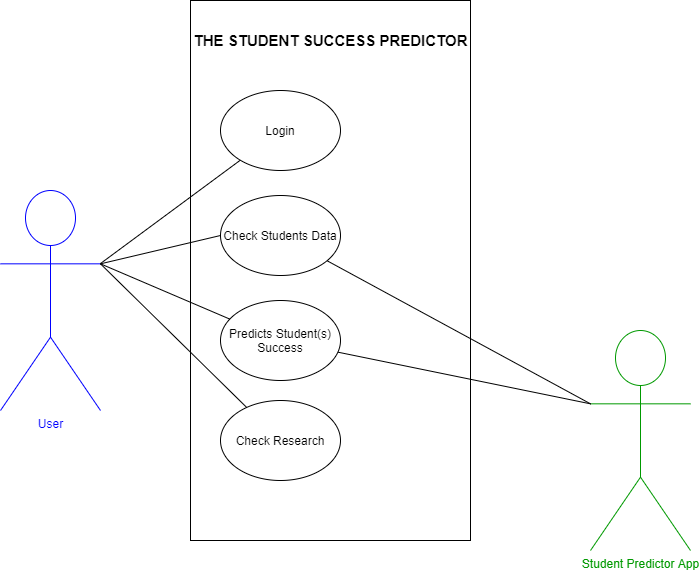 THE STUDENT SUCCESS PREDICTOR
Login
Check Students Data
Predicts Student(s)
Success
Check Research
User
Student Predictor App